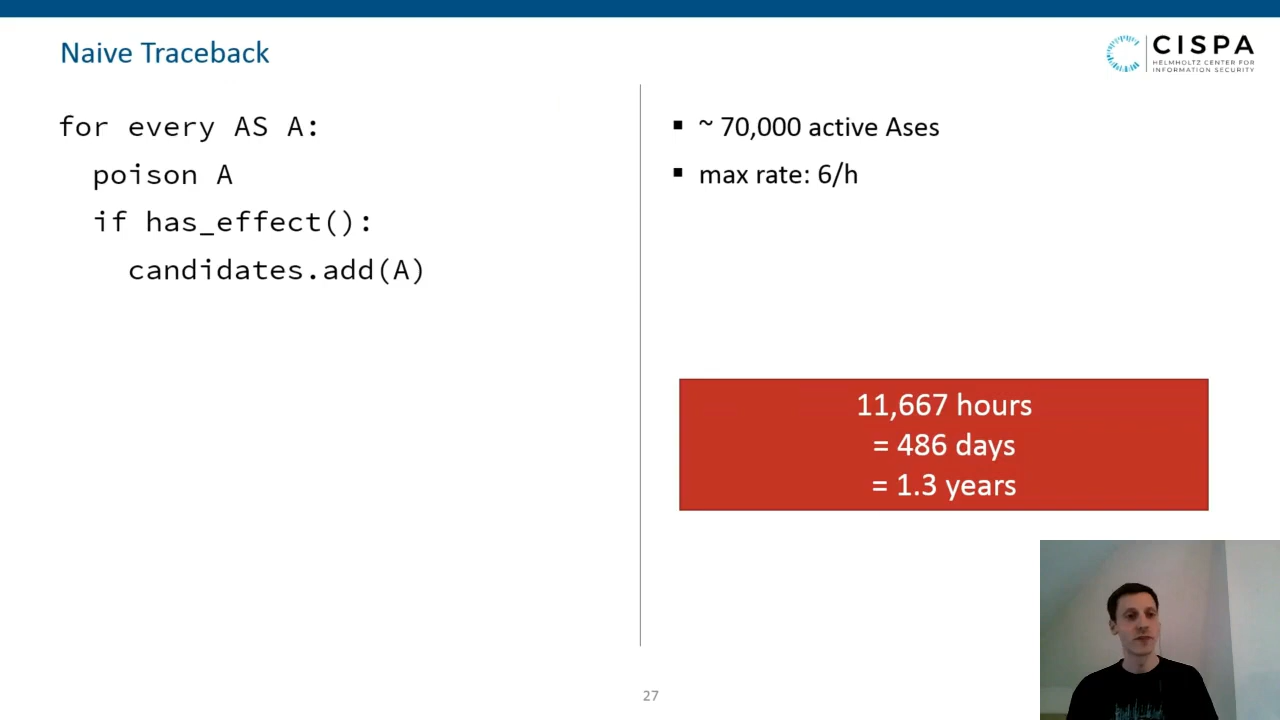 Naive Traceback
CISPA
HELMHOLTZ CENTER FOR
INFORMATION SECURITY
for every AS A:
poison A
if has_effect():
candidates.add(A)
~ 70,000 active Ases
max rate: 6/h
11,667 hours
= 486 days
= 1.3 years
27